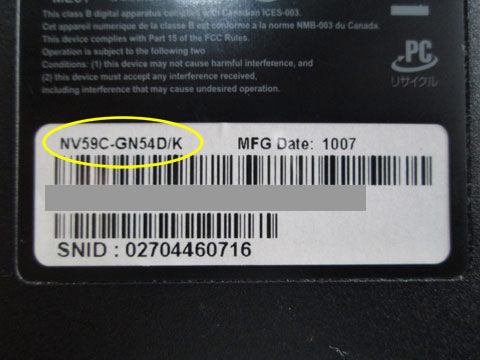 This class B digital apparatus complies with Canadian ICES-003.
Cet appareil numerique de la classe B est conforme a la norme NMB-003 du Canada.
This device complies with Part 15 of the FCC Rules.
Operation is subject to the following two
Conditions: (1) this device may not cause harmful interference, and
(2) this device must accept any interference received,
including interference that may cause undesired operation.
PC
リサイクル
NV59C-GN54D/K MFG Date: 1007
SNID : 02704460716